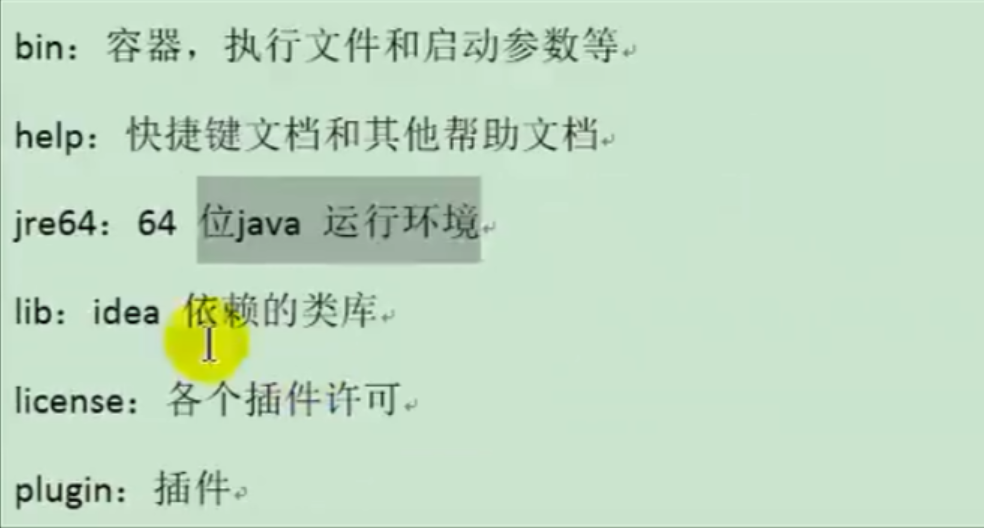 bin：容器，执行文件和启动参数等
help：快捷键文档和其他帮助文档
jre64：64 位java 运行环境
lib：idea 依赖的类库
license：各个插件许可
plugin：插件